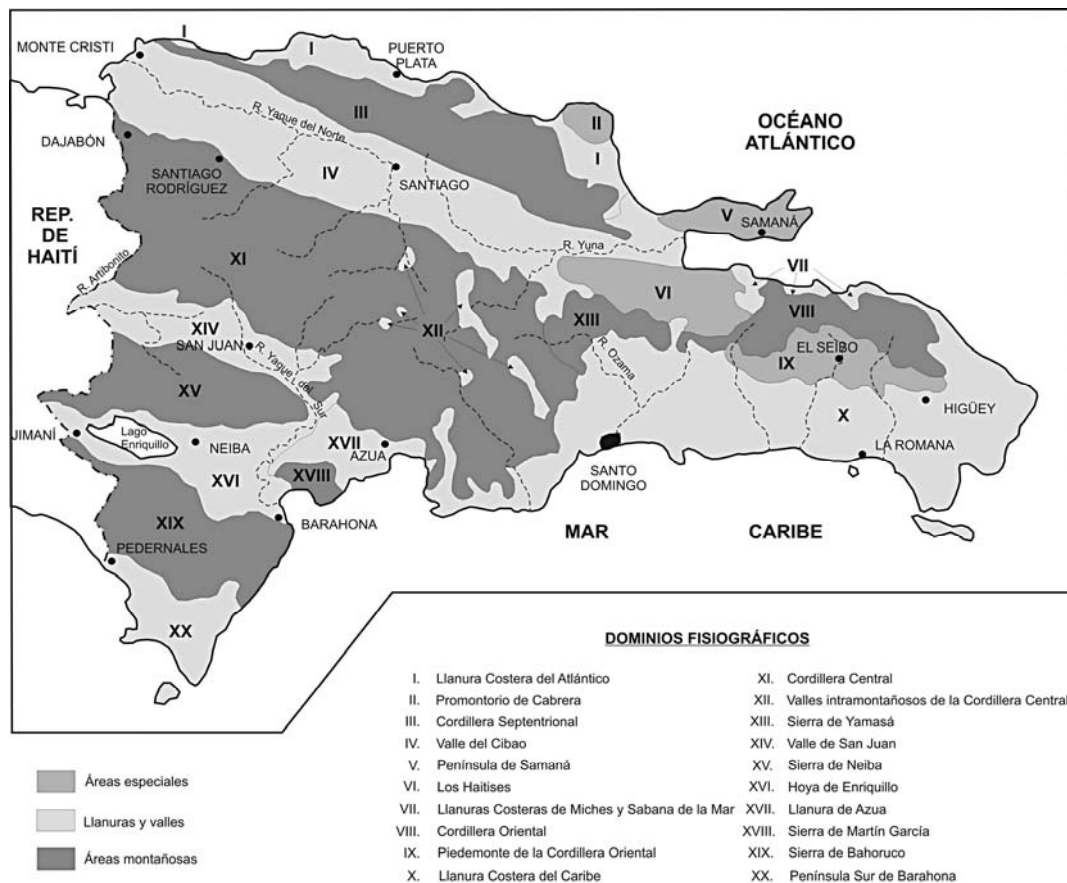 I
MONTE CRISTI
I
PUERTO
PLATA
III
II
I
R. Yaque del Norte
DAJABÓN
SANTIAGO
RODRÍGUEZ
IV
SANTIAGO
OCÉANO
ATLÁNTICO
REP.
DE
HAITÍ
V
SAMANÁ
R. Yuna
XI
R. Artibonito
VII
VI
VIII
XII
XIII
XIV
SAN JUAN
R. Yaque del Sur
R. Ozama
EL SEIBO
IX
XV
X
HIGÜEY
JIMANÍ
Lago
Enriquillo
NEIBA
XVII
AZUA
LA ROMANA
XVI
XVIII
SANTO
DOMINGO
XIX
BARAHONA
MAR CARIBE
PEDERNALES
XX
DOMINIOS FISIOGRÁFICOS
I. Llanura Costera del Atlántico
II. Promontorio de Cabrera
III. Cordillera Septentrional
IV. Valle del Cibao
V. Península de Samaná
VI. Los Haitises
VII. Llanuras Costeras de Miches y Sabana de la Mar
VIII. Cordillera Oriental
IX. Piedemonte de la Cordillera Oriental
X. Llanura Costera del Caribe
XI. Cordillera Central
XII. Valles intramontañosos de la Cordillera Central
XIII. Sierra de Yamasá
XIV. Valle de San Juan
XV. Sierra de Neiba
XVI. Hoya de Enriquillo
XVII. Llanura de Azua
XVIII. Sierra de Martín García
XIX. Sierra de Bahoruco
XX. Península Sur de Barahona
Áreas especiales
Llanuras y valles
Áreas montañosas